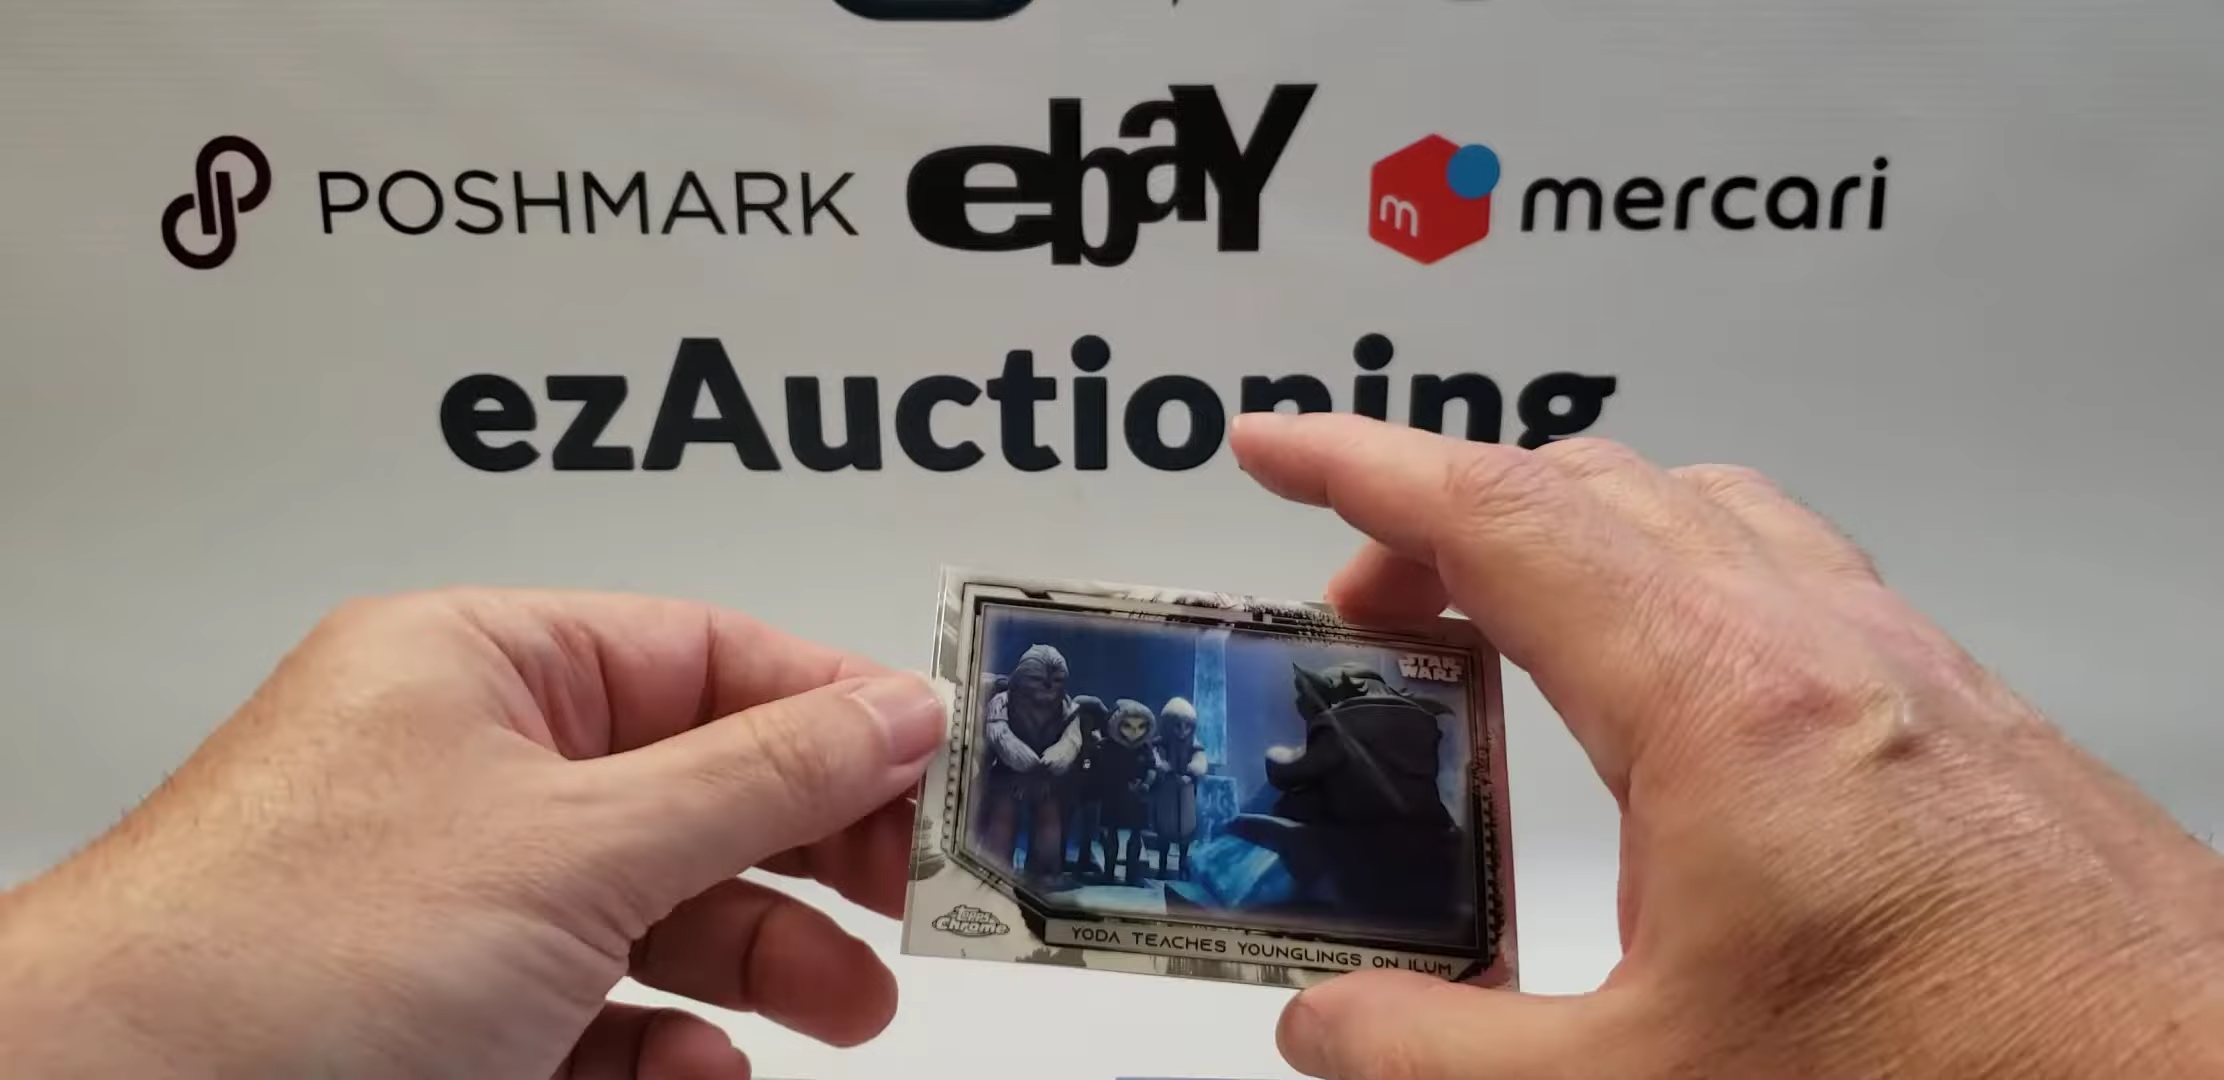 POSHMARK ebaY m mercari
ezAuctioning
STAR
WARS
Topps
Chrome
YODA TEACHES YOUNGLINGS ON ILUM